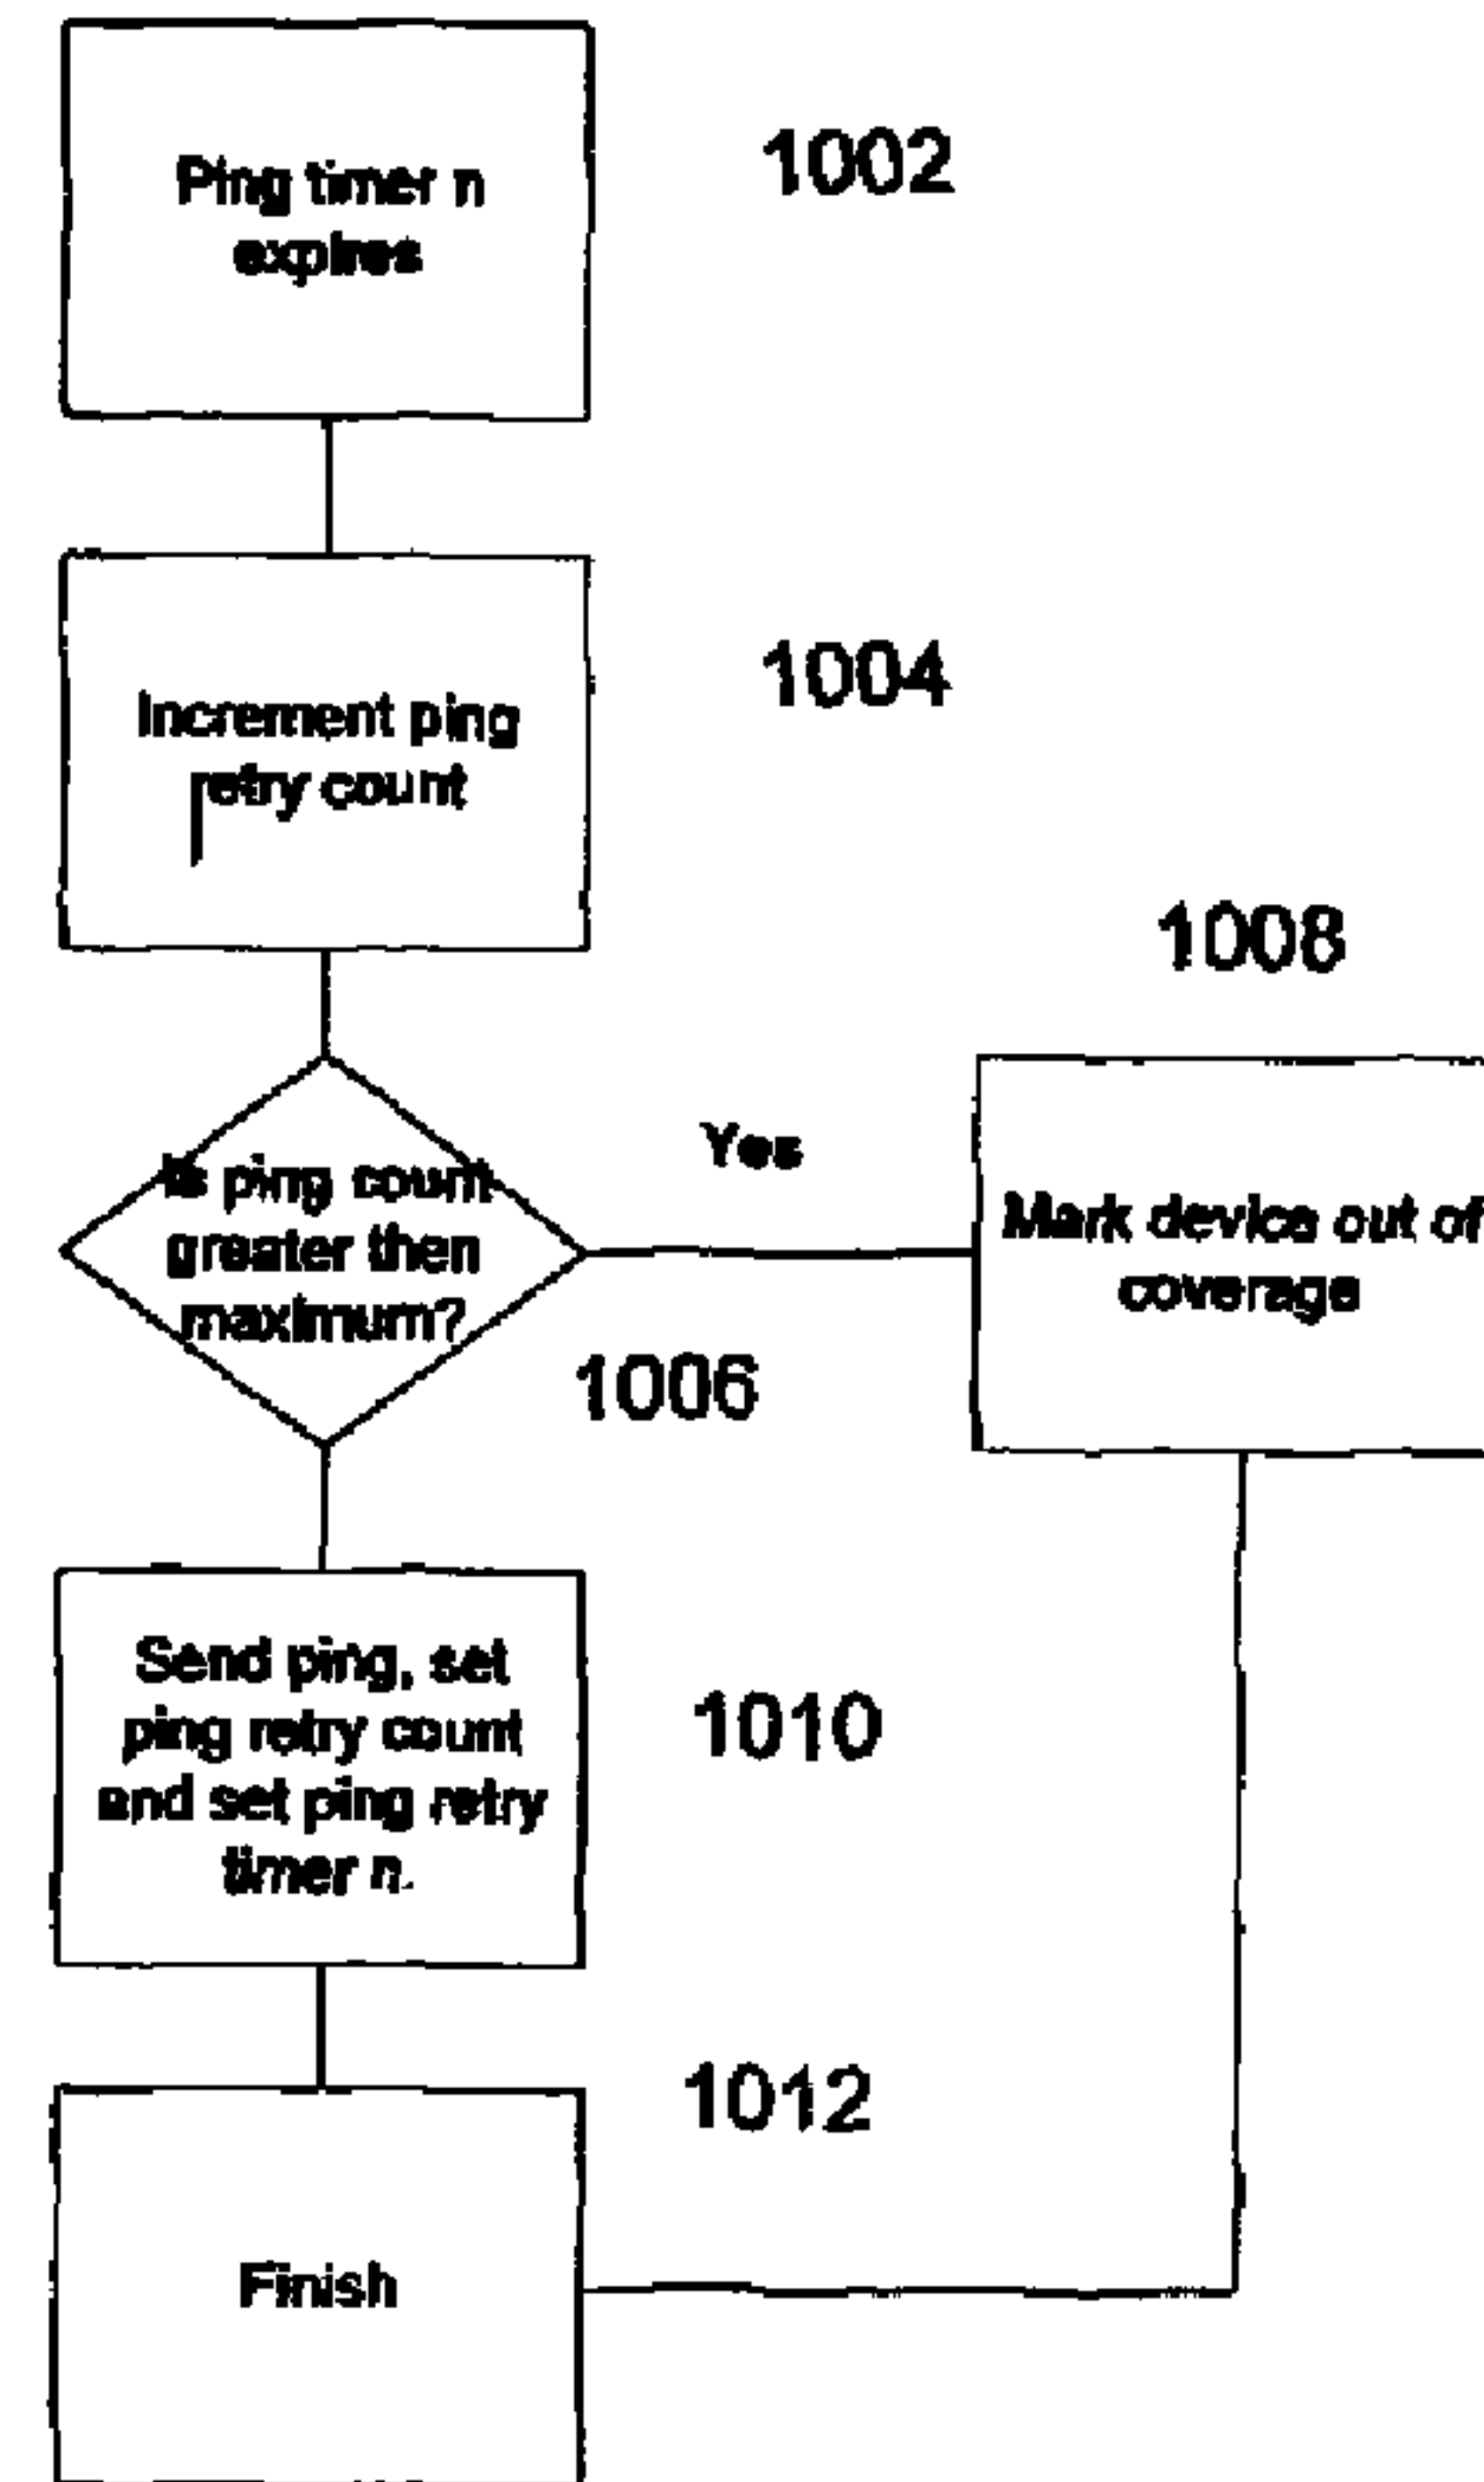 Ping timer n
expires
1002
Increment ping
retry count
1004
1008
Is ping count
greater then
maximum?
Yes
1006
Mark device out of
coverage
Send ping, set
ping retry count
and set ping retry
timer n.
1010
1012
Finish